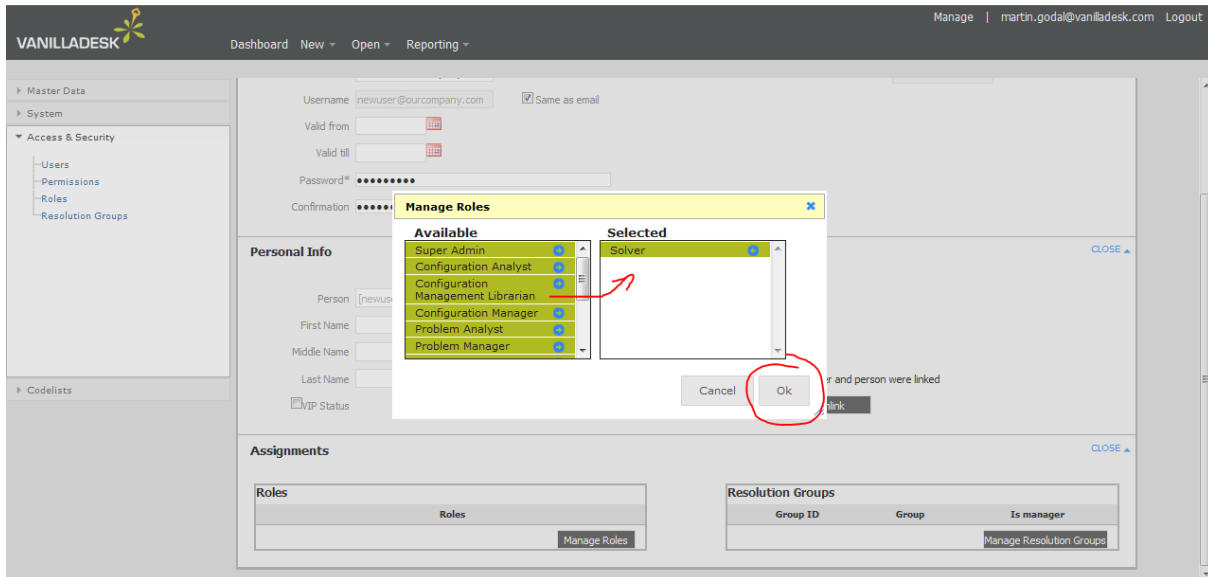 Manage | martin.godal@vanilladesk.com Logout
VANILLADESK
Dashboard New Open Reporting
Master Data
System
Access & Security
Users
Permissions
Roles
Resolution Groups
Codelists
Username newuser@ourcompany.com Same as email
Valid from
Valid till
Password*
Confirmation
Personal Info CLOSE
Person [newuse
First Name
Middle Name
Last Name
VIP Status
r and person were linked
nlink
Manage Roles
Available
Super Admin
Configuration Analyst
Configuration
Management Librarian
Configuration Manager
Problem Analyst
Problem Manager
Selected
Solver
Cancel Ok
Assignments CLOSE
Roles
Roles
Manage Roles
Resolution Groups
Group ID Group Is manager
Manage Resolution Groups